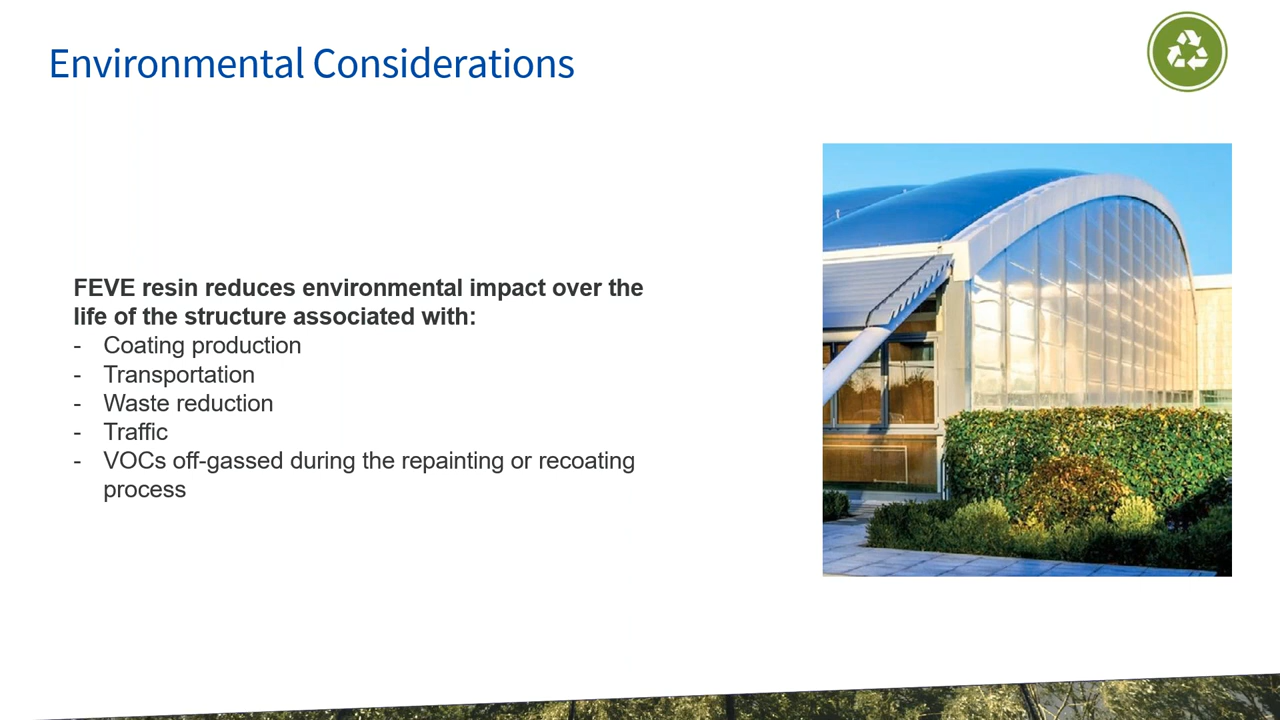 Environmental Considerations
FEVE resin reduces environmental impact over the
life of the structure associated with:
- Coating production
- Transportation
- Waste reduction
- Traffic
- VOCs off-gassed during the repainting or recoating
process